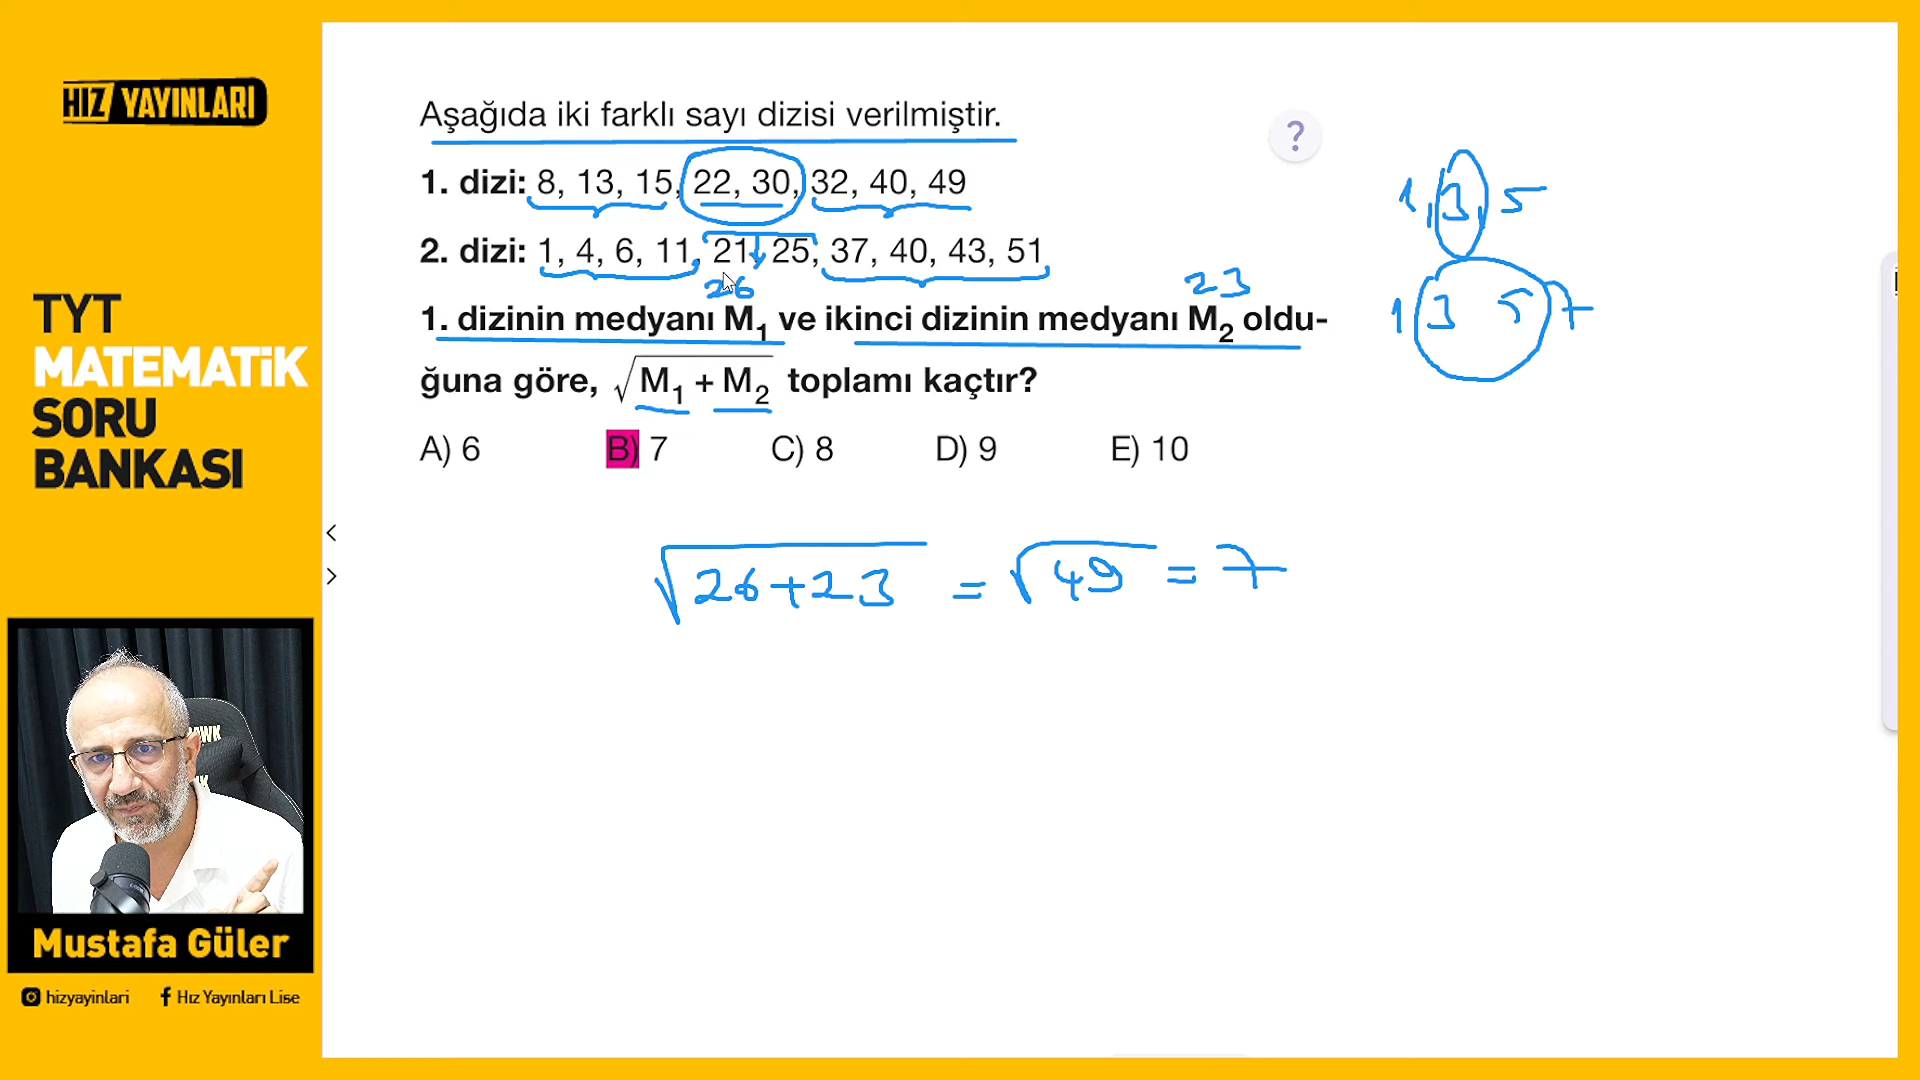 HIZ YAYINLARI
TYT
MATEMATİK
SORU
BANKASI
Mustafa Güler
hizyayinlari
Hız Yayınları Lise
Aşağıda iki farklı sayı dizisi verilmiştir.
1. dizi: 8, 13, 15, 22, 30, 32, 40, 49
2. dizi: 1, 4, 6, 11, 21, 25, 37, 40, 43, 51
26
23
1. dizinin medyanı M₁ ve ikinci dizinin medyanı M₂ oldu-
ğuna göre, √M₁ + M₂ toplamı kaçtır?
A) 6 B) 7 C) 8 D) 9 E) 10
√26+23 = √49 = 7
?
1, 3, 5
1 3 5 7